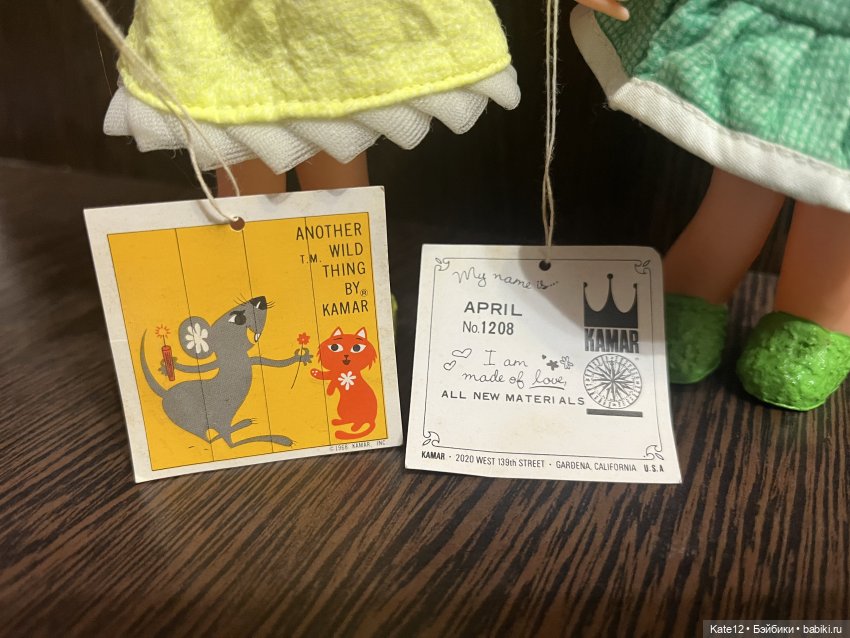 ANOTHER
T.M. WILD
THING
BY®
KAMAR
©1968 KAMAR, INC
My name is...
APRIL
No. 1208
KAMAR
I am
made of love,
ALL NEW MATERIALS
KAMAR • 2020 WEST 139th STREET • GARDENA, CALIFORNIA U.S.A
Kate12 • Бэйбики • babiki.ru